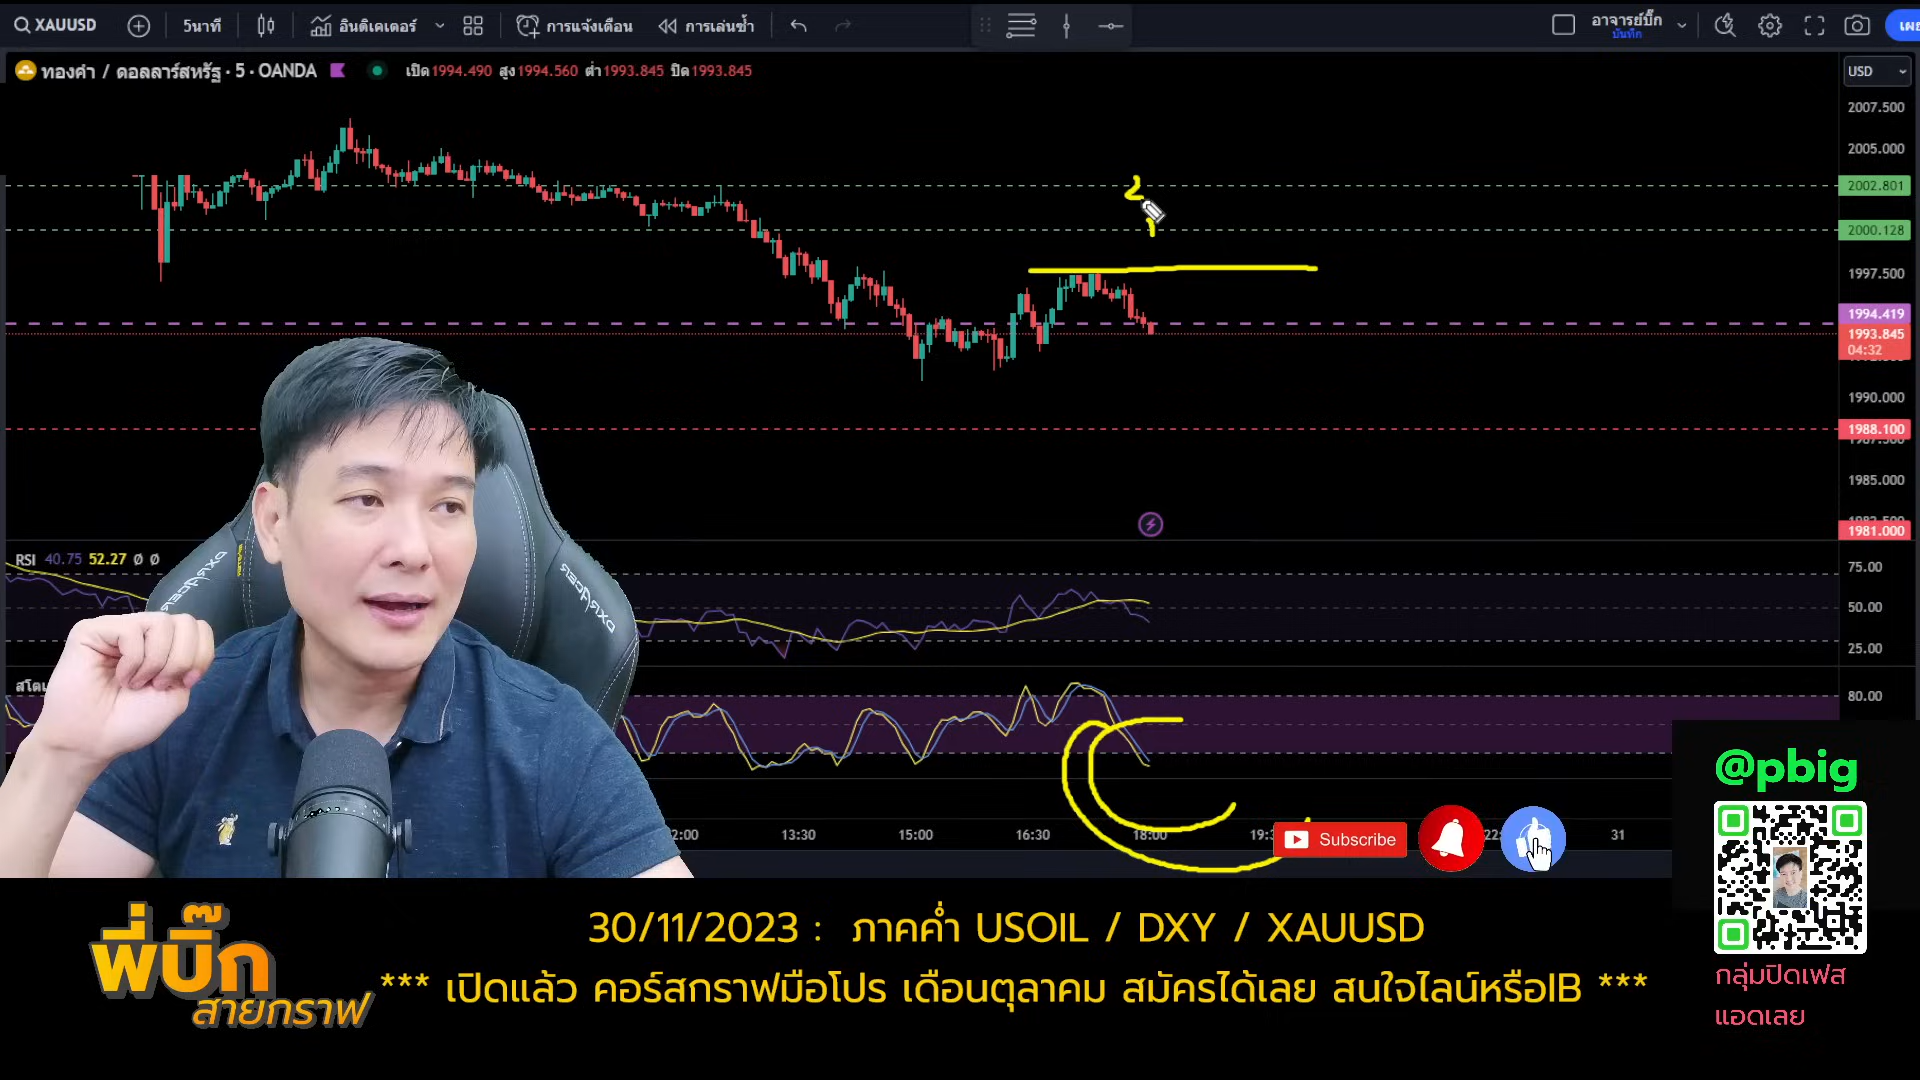 XAUUSD 5นาที อินดิเคเตอร์ การแจ้งเตือน การเล่นซ้ำ อาจารย์บิ๊ก
บันทึก
ทองคำ / ดอลลาร์สหรัฐ · 5 · OANDA เปิด1994.490 สูง1994.560 ต่ำ1993.845 ปิด1993.845
USD
2007.500
2005.000
2002.801
2000.128
1997.500
1994.419
1993.845
04:32
1990.000
1988.100
1985.000
1981.000
RSI 40.75 52.27 Ø Ø
75.00
50.00
25.00
80.00
DXRACER
DXRACER
13:30 15:00 16:30 18:00 31
Subscribe
@pbig
กลุ่มปิดเฟส
แอดเลย
พี่บิ๊ก
สายกราฟ
30/11/2023 : ภาคค่ำ USOIL / DXY / XAUUSD
*** เปิดแล้ว คอร์สกราฟมือโปร เดือนตุลาคม สมัครได้เลย สนใจไลน์หรือIB ***